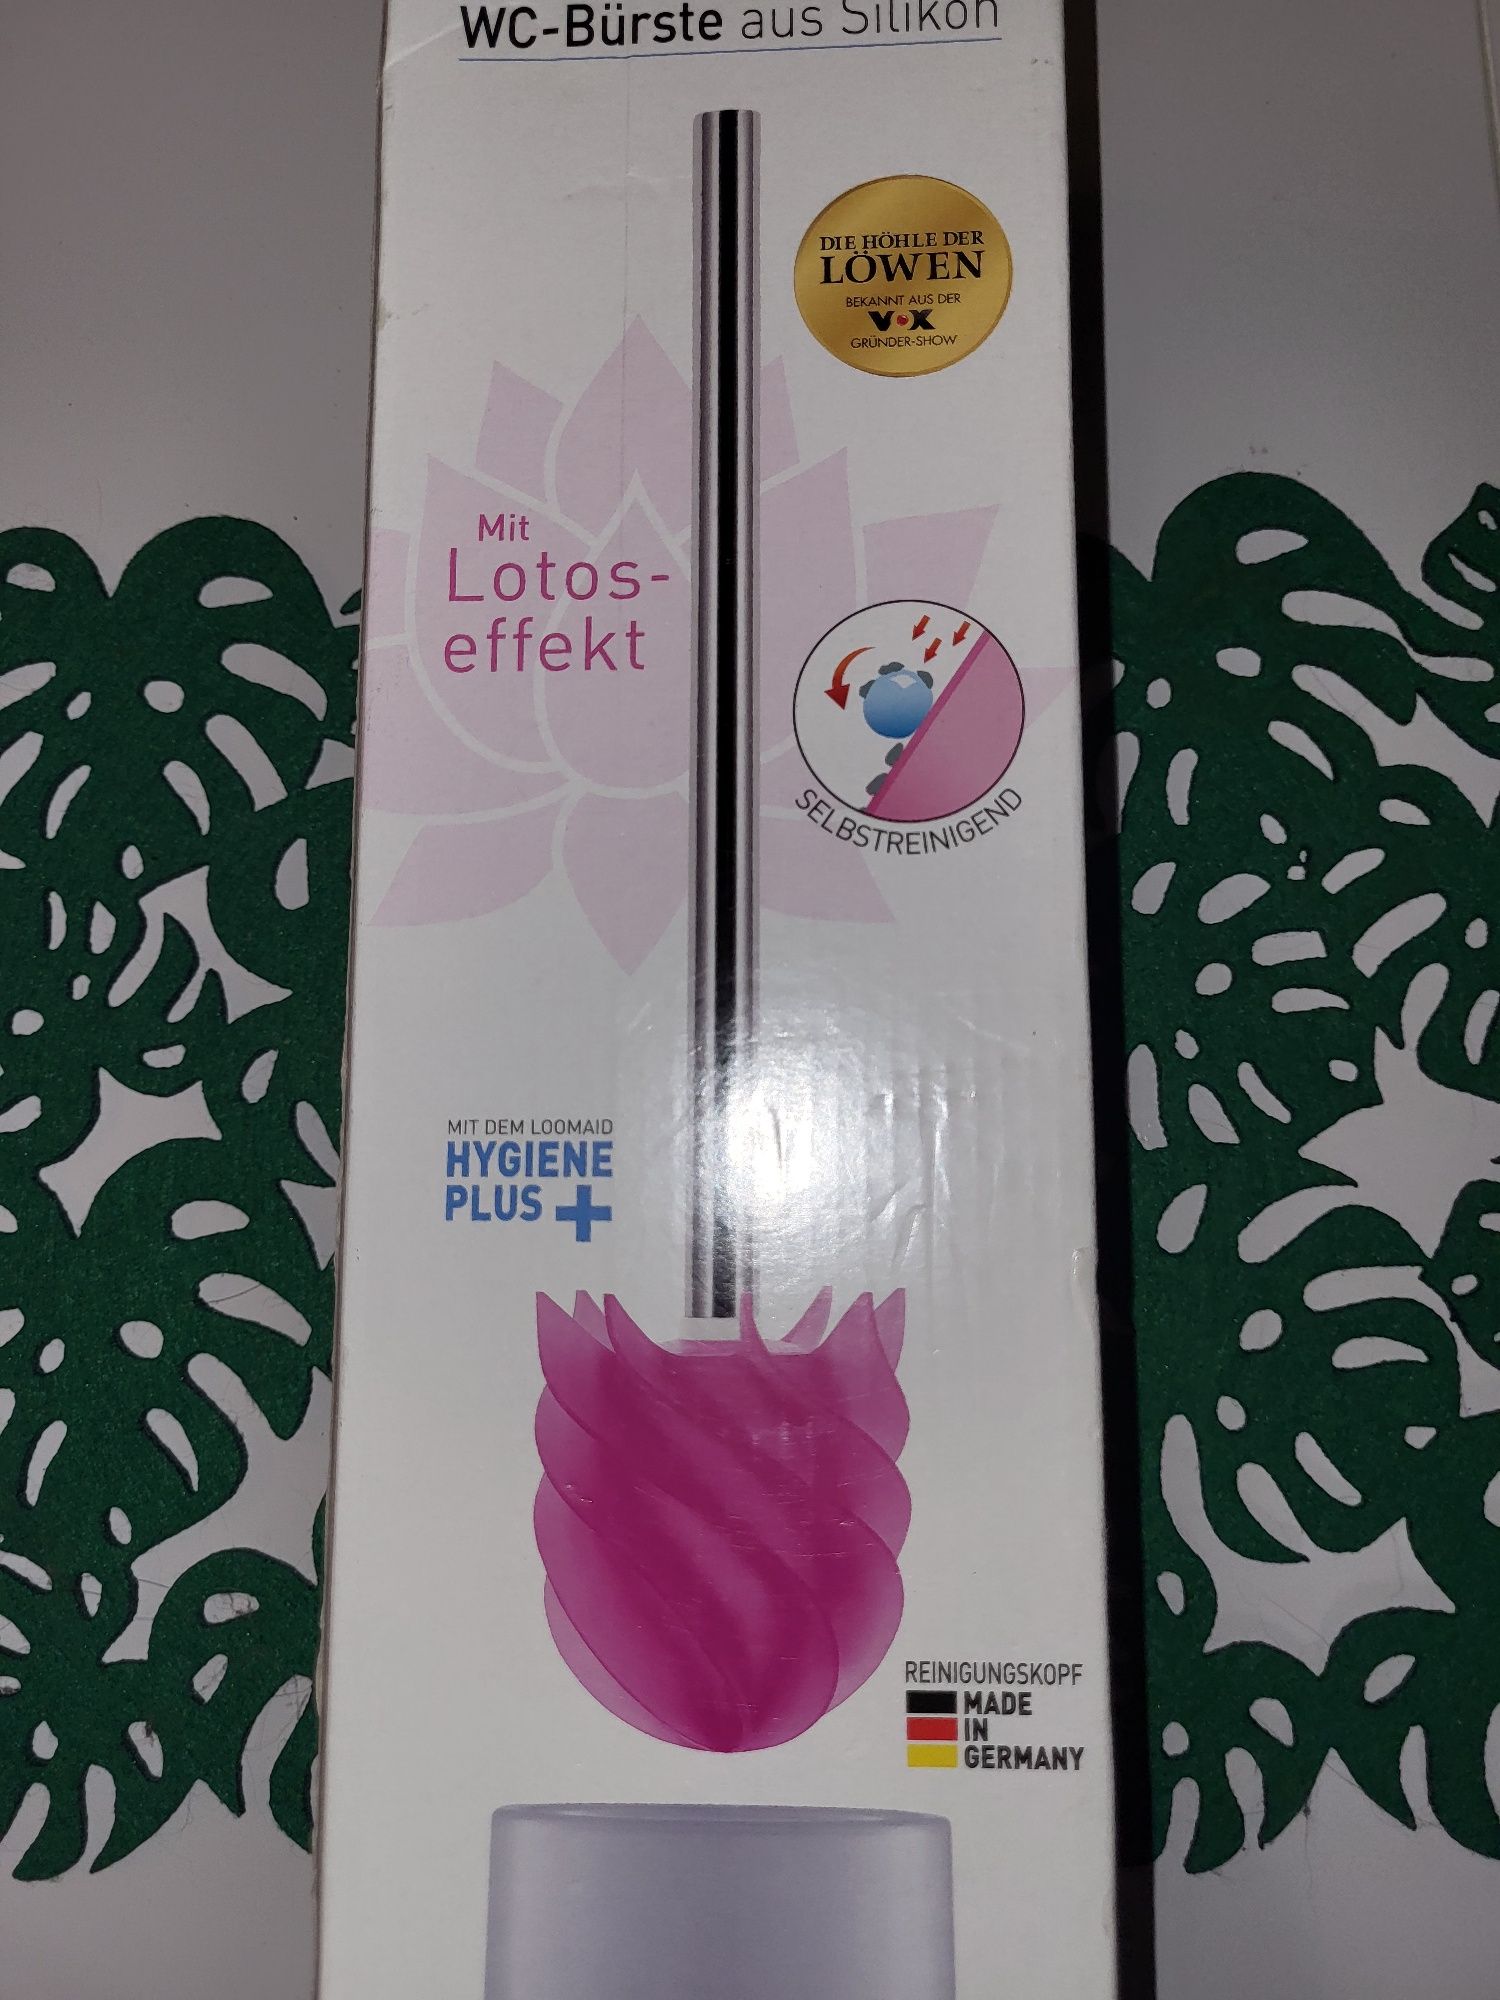 WC-Bürste aus Silikon
DIE HÖHLE DER
LÖWEN
BEKANNT AUS DER
VOX
GRÜNDER-SHOW
Mit
Lotos-
effekt
SELBSTREINIGEND
MIT DEM LOOMAID
HYGIENE
PLUS +
REINIGUNGSKOPF
MADE
IN
GERMANY